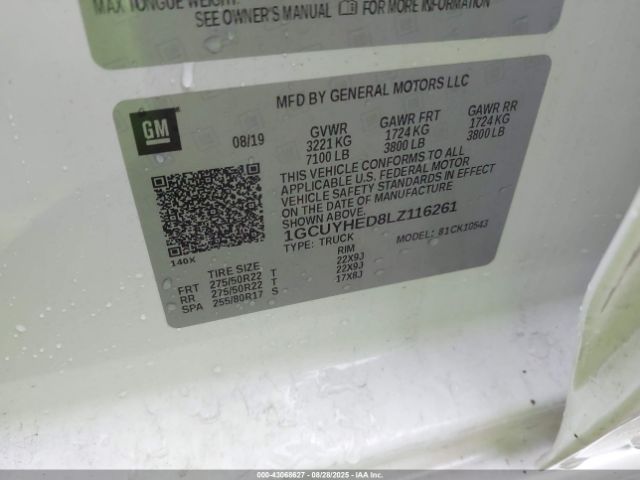 MAX TONGUE WEIGHT:
SEE OWNER'S MANUAL FOR MORE INFORMATION
MFD BY GENERAL MOTORS LLC
GM
08/19
GVWR GAWR FRT GAWR RR
3221 KG 1724 KG 1724 KG
7100 LB 3800 LB 3800 LB
THIS VEHICLE CONFORMS TO ALL
APPLICABLE U.S. FEDERAL MOTOR
VEHICLE SAFETY STANDARDS IN EFFECT
ON THE DATE OF MANUFACTURE
SHOWN ABOVE.
1GCUYHED8LZ116261
TYPE: TRUCK MODEL: 81CK10543
140X
TIRE SIZE RIM
FRT 275/50R22 T 22X9J
RR 275/50R22 T 22X9J
SPA 255/80R17 S 17X8J
000-43068627 - 08/28/2025 - IAA Inc.